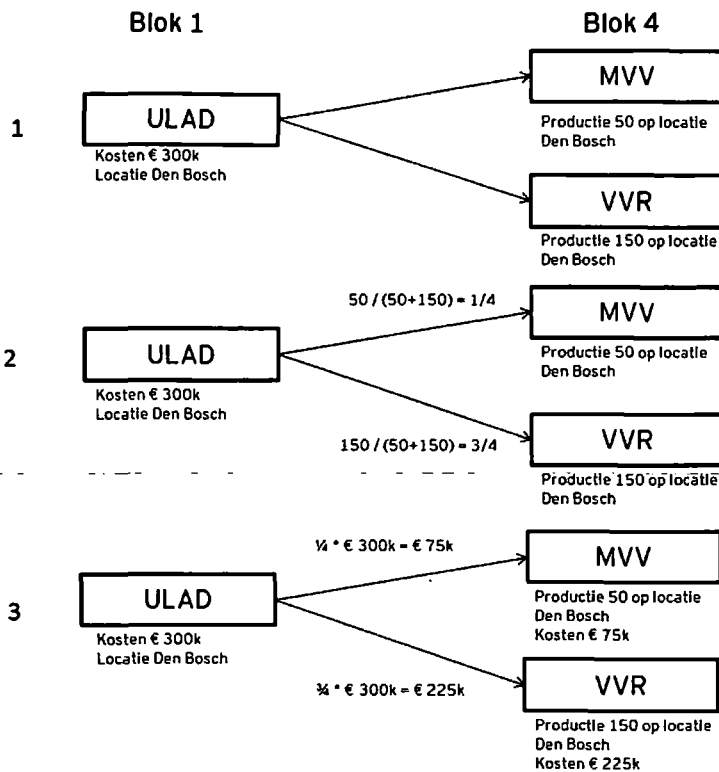 Blok 1
Blok 4
1
ULAD
Kosten € 300k
Locatie Den Bosch
MVV
Productie 50 op locatie
Den Bosch
VVR
Productie 150 op locatie
Den Bosch
2
ULAD
Kosten € 300k
Locatie Den Bosch
50 / (50+150) = 1/4
MVV
Productie 50 op locatie
Den Bosch
150 / (50+150) = 3/4
VVR
Productie 150 op locatie
Den Bosch
3
ULAD
Kosten € 300k
Locatie Den Bosch
¼ * € 300k = € 75k
MVV
Productie 50 op locatie
Den Bosch
Kosten € 75k
¾ * € 300k = € 225k
VVR
Productie 150 op locatie
Den Bosch
Kosten € 225k